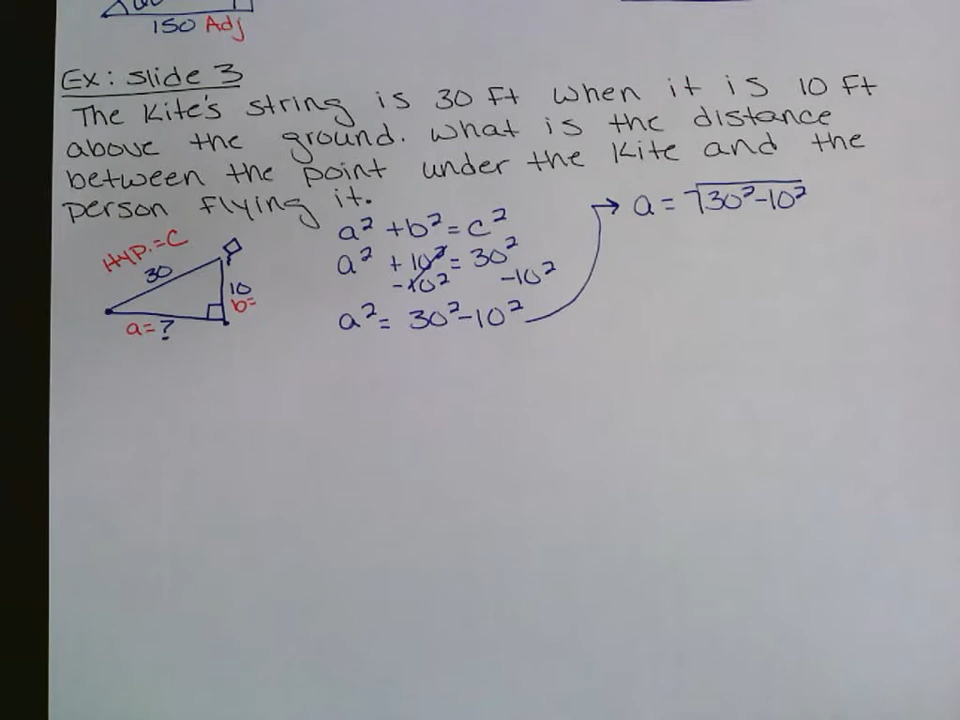 150 Adj
Ex: Slide 3
The Kite's string is 30 Ft when it is 10 Ft
above the ground. What is the distance
between the point under the Kite and the
person flying it.
a² + b² = c²
→ a = √30²-10²
Hyp.=C
30
10
b=
a=?
a² + 10² = 30²
-10² -10²
a² = 30²-10²